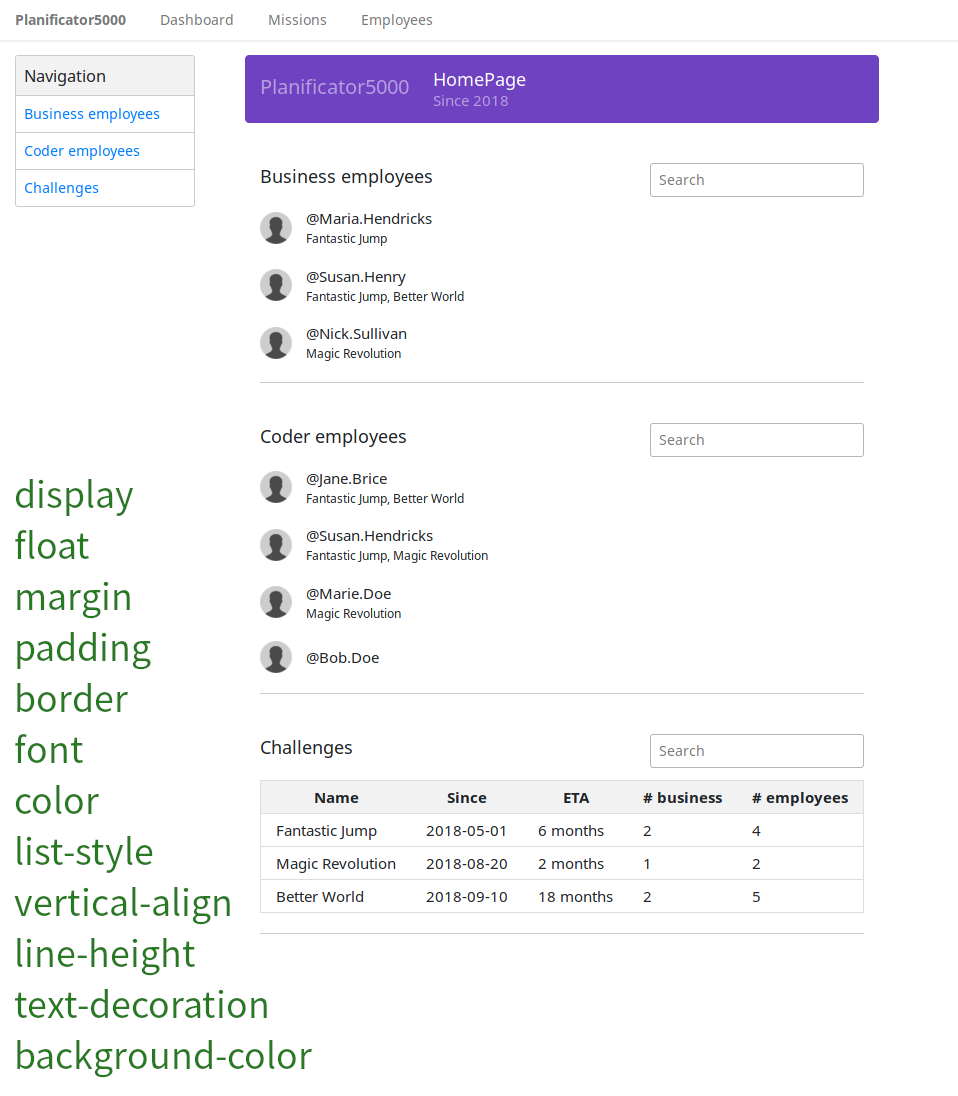 Planificator5000 Dashboard Missions Employees
Navigation
Business employees
Coder employees
Challenges
Planificator5000
HomePage
Since 2018
Business employees
Search
@Maria.Hendricks
Fantastic Jump
@Susan.Henry
Fantastic Jump, Better World
@Nick.Sullivan
Magic Revolution
Coder employees
Search
@Jane.Brice
Fantastic Jump, Better World
@Susan.Hendricks
Fantastic Jump, Magic Revolution
@Marie.Doe
Magic Revolution
@Bob.Doe
Challenges
Search
Name Since ETA # business # employees
Fantastic Jump 2018-05-01 6 months 2 4
Magic Revolution 2018-08-20 2 months 1 2
Better World 2018-09-10 18 months 2 5
display
float
margin
padding
border
font
color
list-style
vertical-align
line-height
text-decoration
background-color